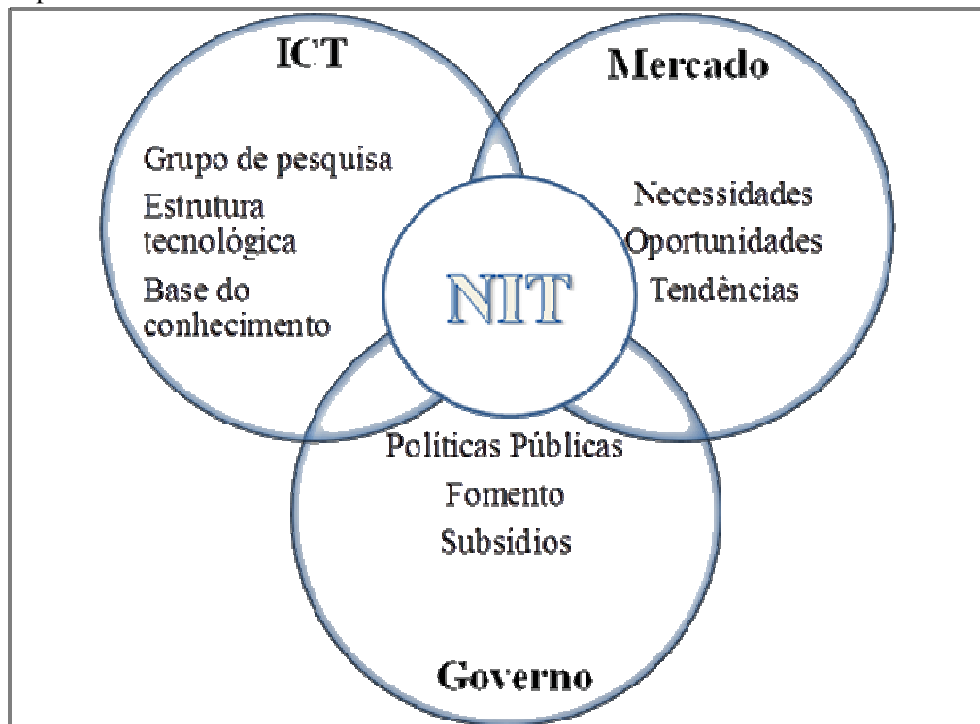 ICT
Grupo de pesquisa
Estrutura
tecnológica
Base do
conhecimento
Mercado
Necessidades
Oportunidades
Tendências
NIT
Políticas Públicas
Fomento
Subsídios
Governo